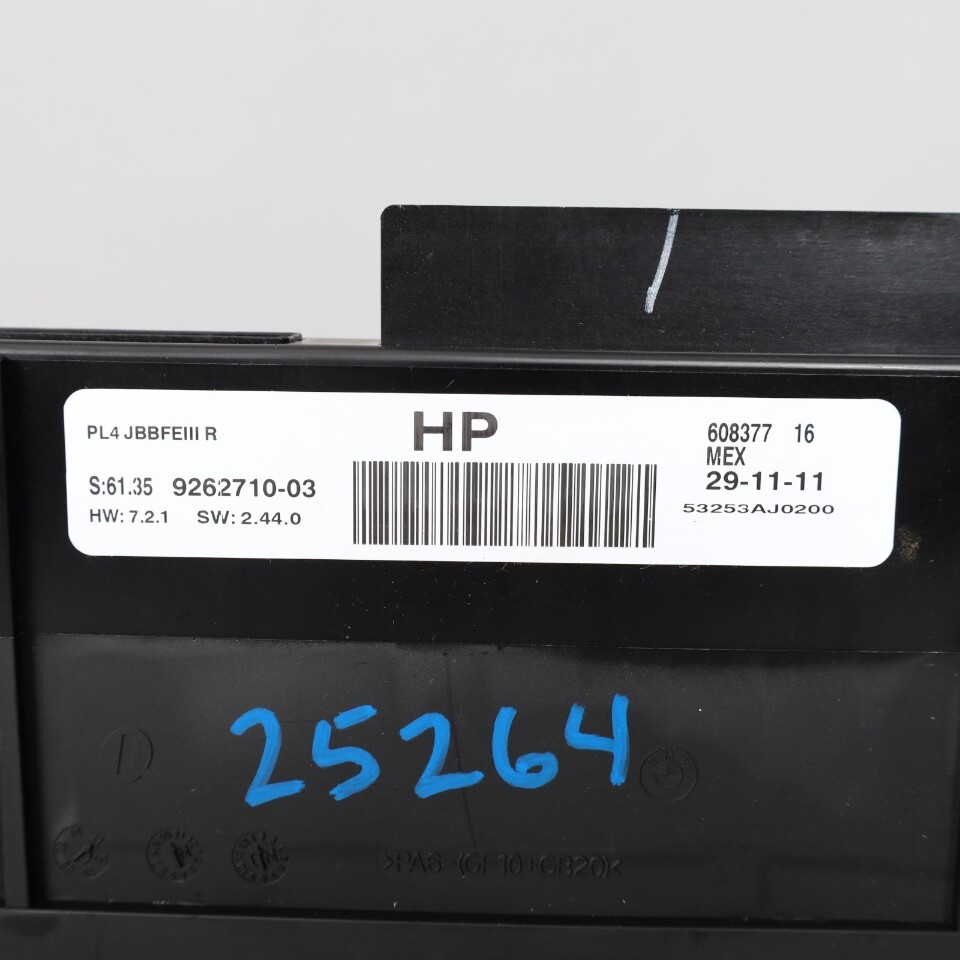 PL4 JBBFEIII R
HP
608377 16
MEX
S:61.35 9262710-03
29-11-11
HW: 7.2.1 SW: 2.44.0
53253AJ0200
25264
>PA6-(GF10+GB20)<